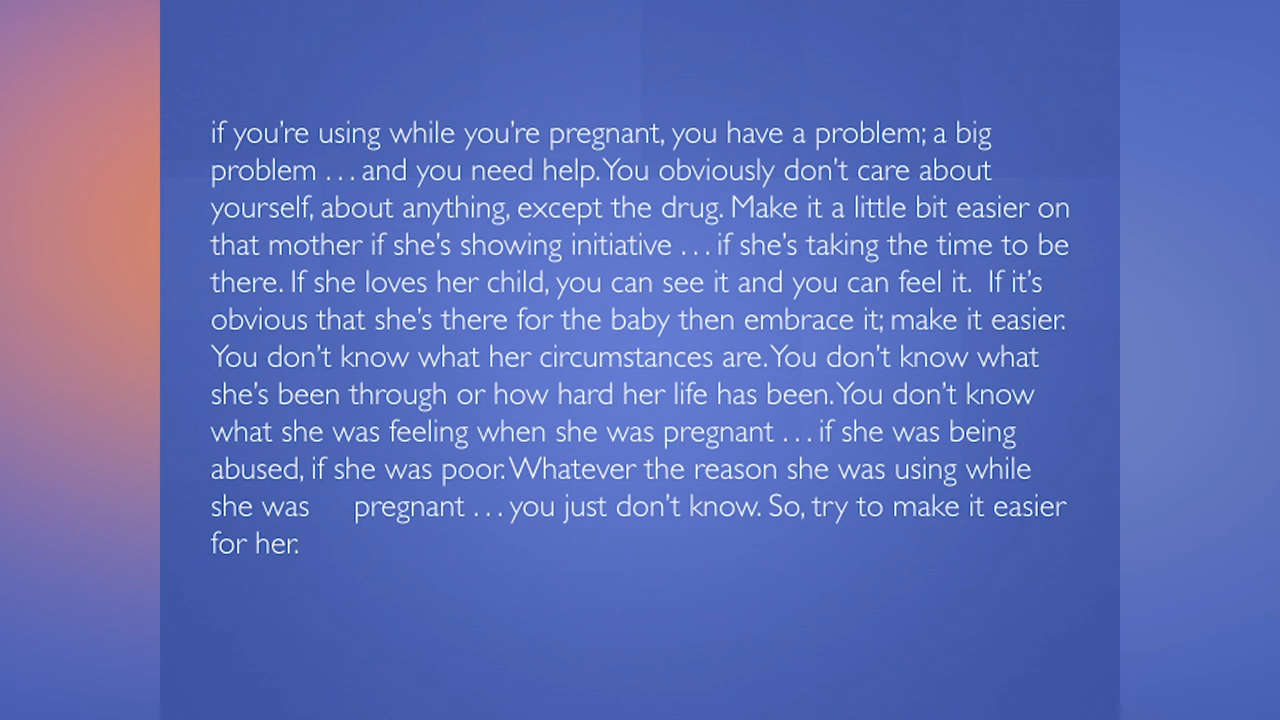 if you're using while you're pregnant, you have a problem; a big
problem . . . and you need help. You obviously don't care about
yourself, about anything, except the drug. Make it a little bit easier on
that mother if she's showing initiative . . . if she's taking the time to be
there. If she loves her child, you can see it and you can feel it.  If it's
obvious that she's there for the baby then embrace it; make it easier.
You don't know what her circumstances are. You don't know what
she's been through or how hard her life has been. You don't know
what she was feeling when she was pregnant . . . if she was being
abused, if she was poor. Whatever the reason she was using while
she was     pregnant . . . you just don't know. So, try to make it easier
for her.